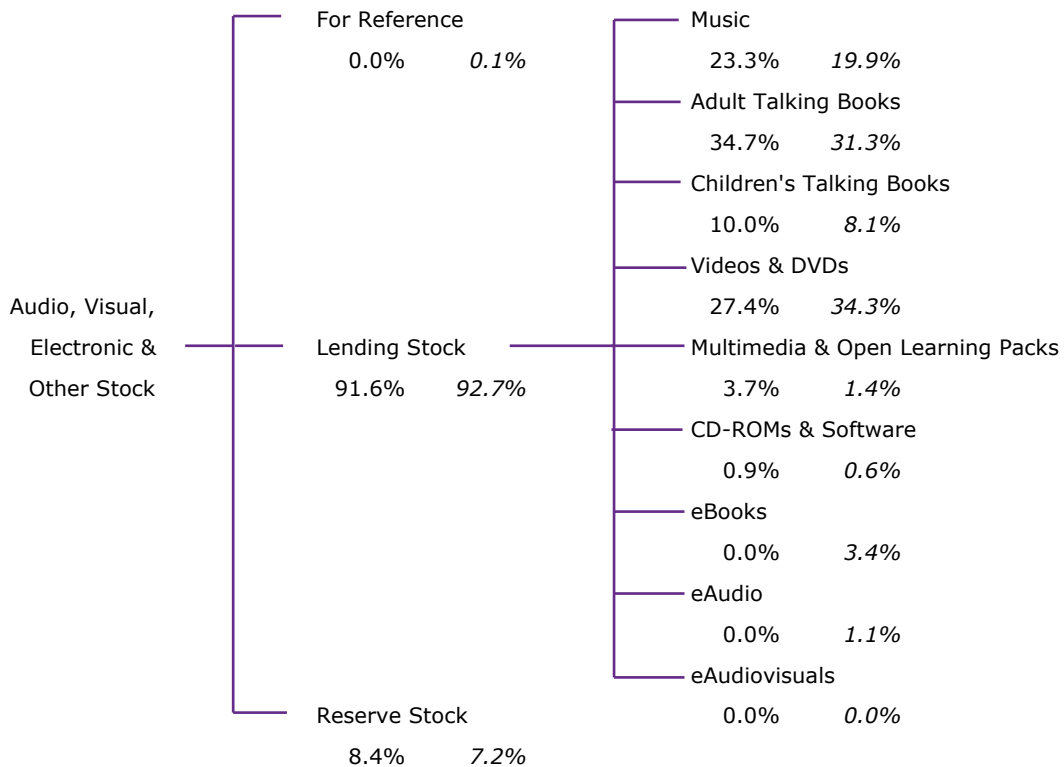 Audio, Visual,
Electronic &
Other Stock
For Reference
0.0% 0.1%
Lending Stock
91.6% 92.7%
Reserve Stock
8.4% 7.2%
Music
23.3% 19.9%
Adult Talking Books
34.7% 31.3%
Children's Talking Books
10.0% 8.1%
Videos & DVDs
27.4% 34.3%
Multimedia & Open Learning Packs
3.7% 1.4%
CD-ROMs & Software
0.9% 0.6%
eBooks
0.0% 3.4%
eAudio
0.0% 1.1%
eAudiovisuals
0.0% 0.0%